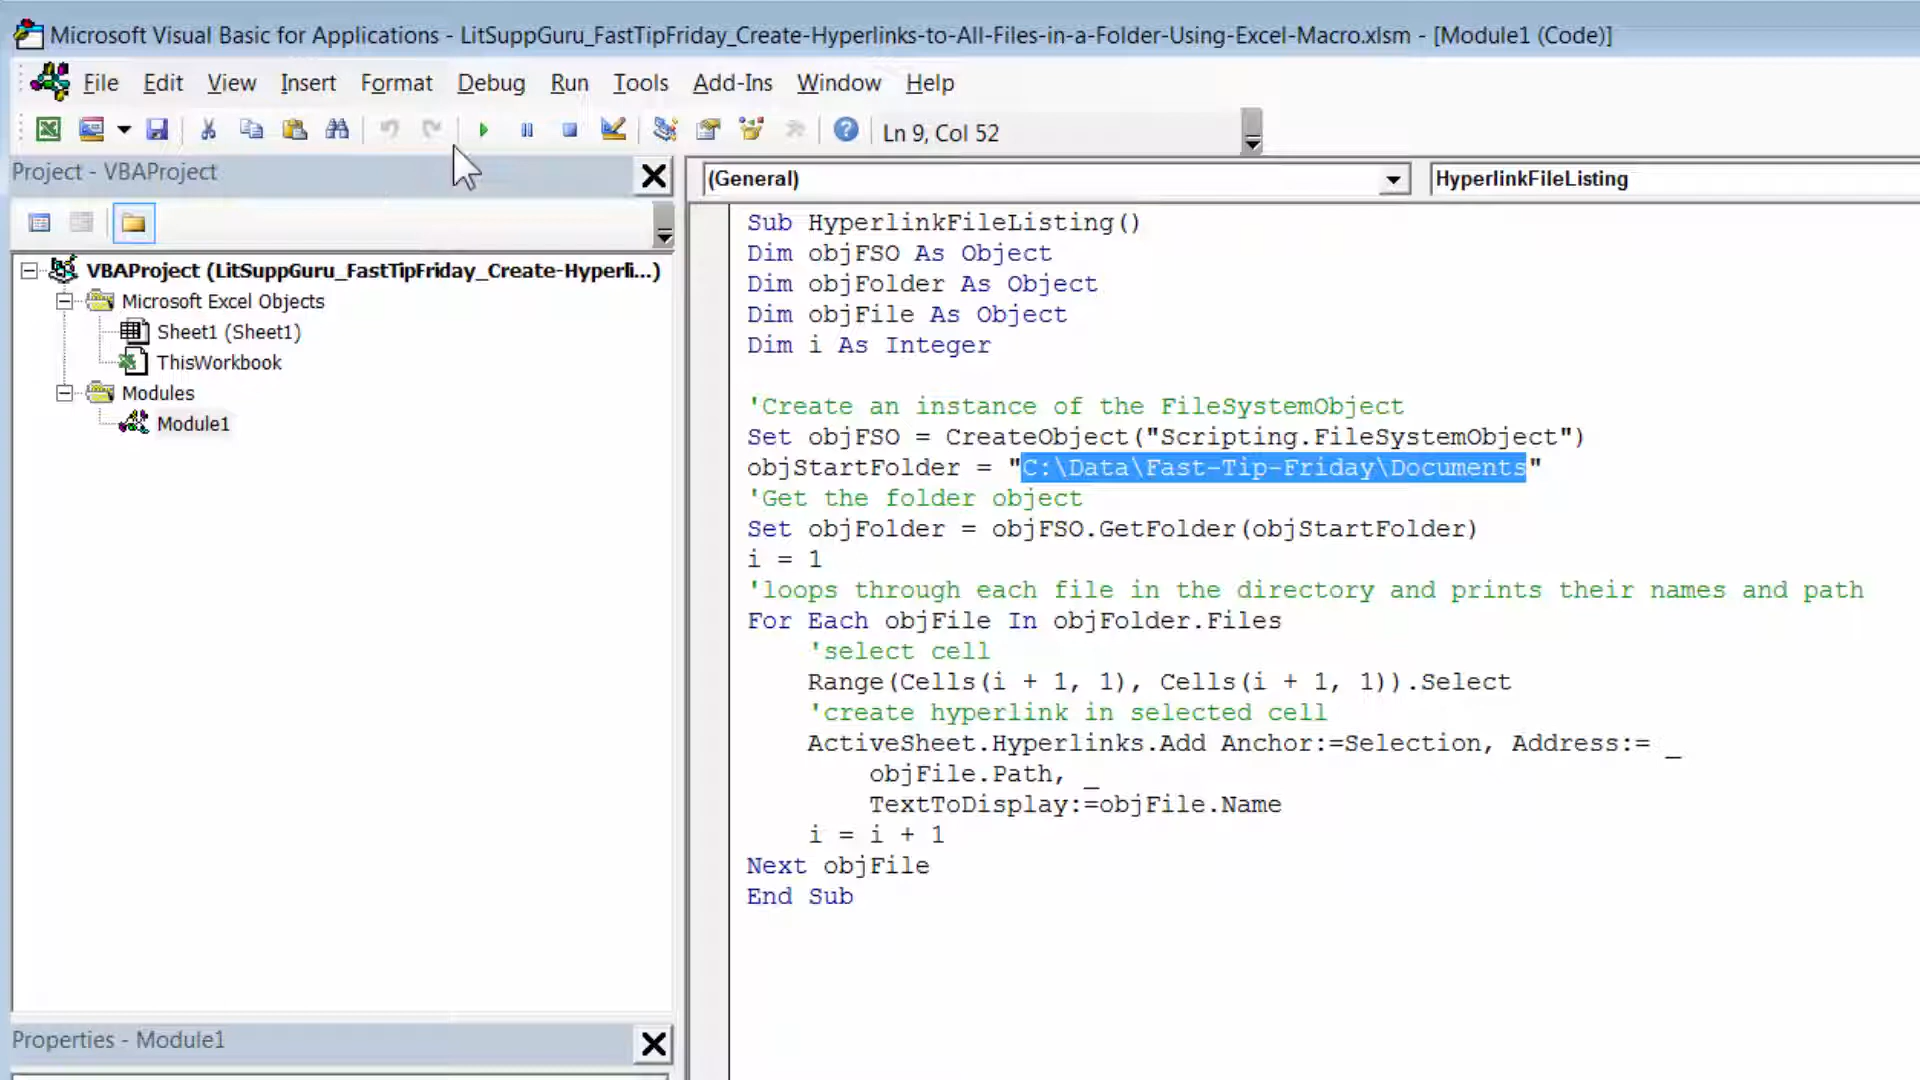 Microsoft Visual Basic for Applications - LitSuppGuru_FastTipFriday_Create-Hyperlinks-to-All-Files-in-a-Folder-Using-Excel-Macro.xlsm - [Module1 (Code)]
File Edit View Insert Format Debug Run Tools Add-Ins Window Help
Ln 9, Col 52
Project - VBAProject
(General)
HyperlinkFileListing
VBAProject (LitSuppGuru_FastTipFriday_Create-Hyperli...)
Microsoft Excel Objects
Sheet1 (Sheet1)
ThisWorkbook
Modules
Module1
Properties - Module1
Sub HyperlinkFileListing()
Dim objFSO As Object
Dim objFolder As Object
Dim objFile As Object
Dim i As Integer
'Create an instance of the FileSystemObject
Set objFSO = CreateObject("Scripting.FileSystemObject")
objStartFolder = "C:\Data\Fast-Tip-Friday\Documents"
'Get the folder object
Set objFolder = objFSO.GetFolder(objStartFolder)
i = 1
'loops through each file in the directory and prints their names and path
For Each objFile In objFolder.Files
    'select cell
    Range(Cells(i + 1, 1), Cells(i + 1, 1)).Select
    'create hyperlink in selected cell
    ActiveSheet.Hyperlinks.Add Anchor:=Selection, Address:= _
        objFile.Path, _
        TextToDisplay:=objFile.Name
    i = i + 1
Next objFile
End Sub